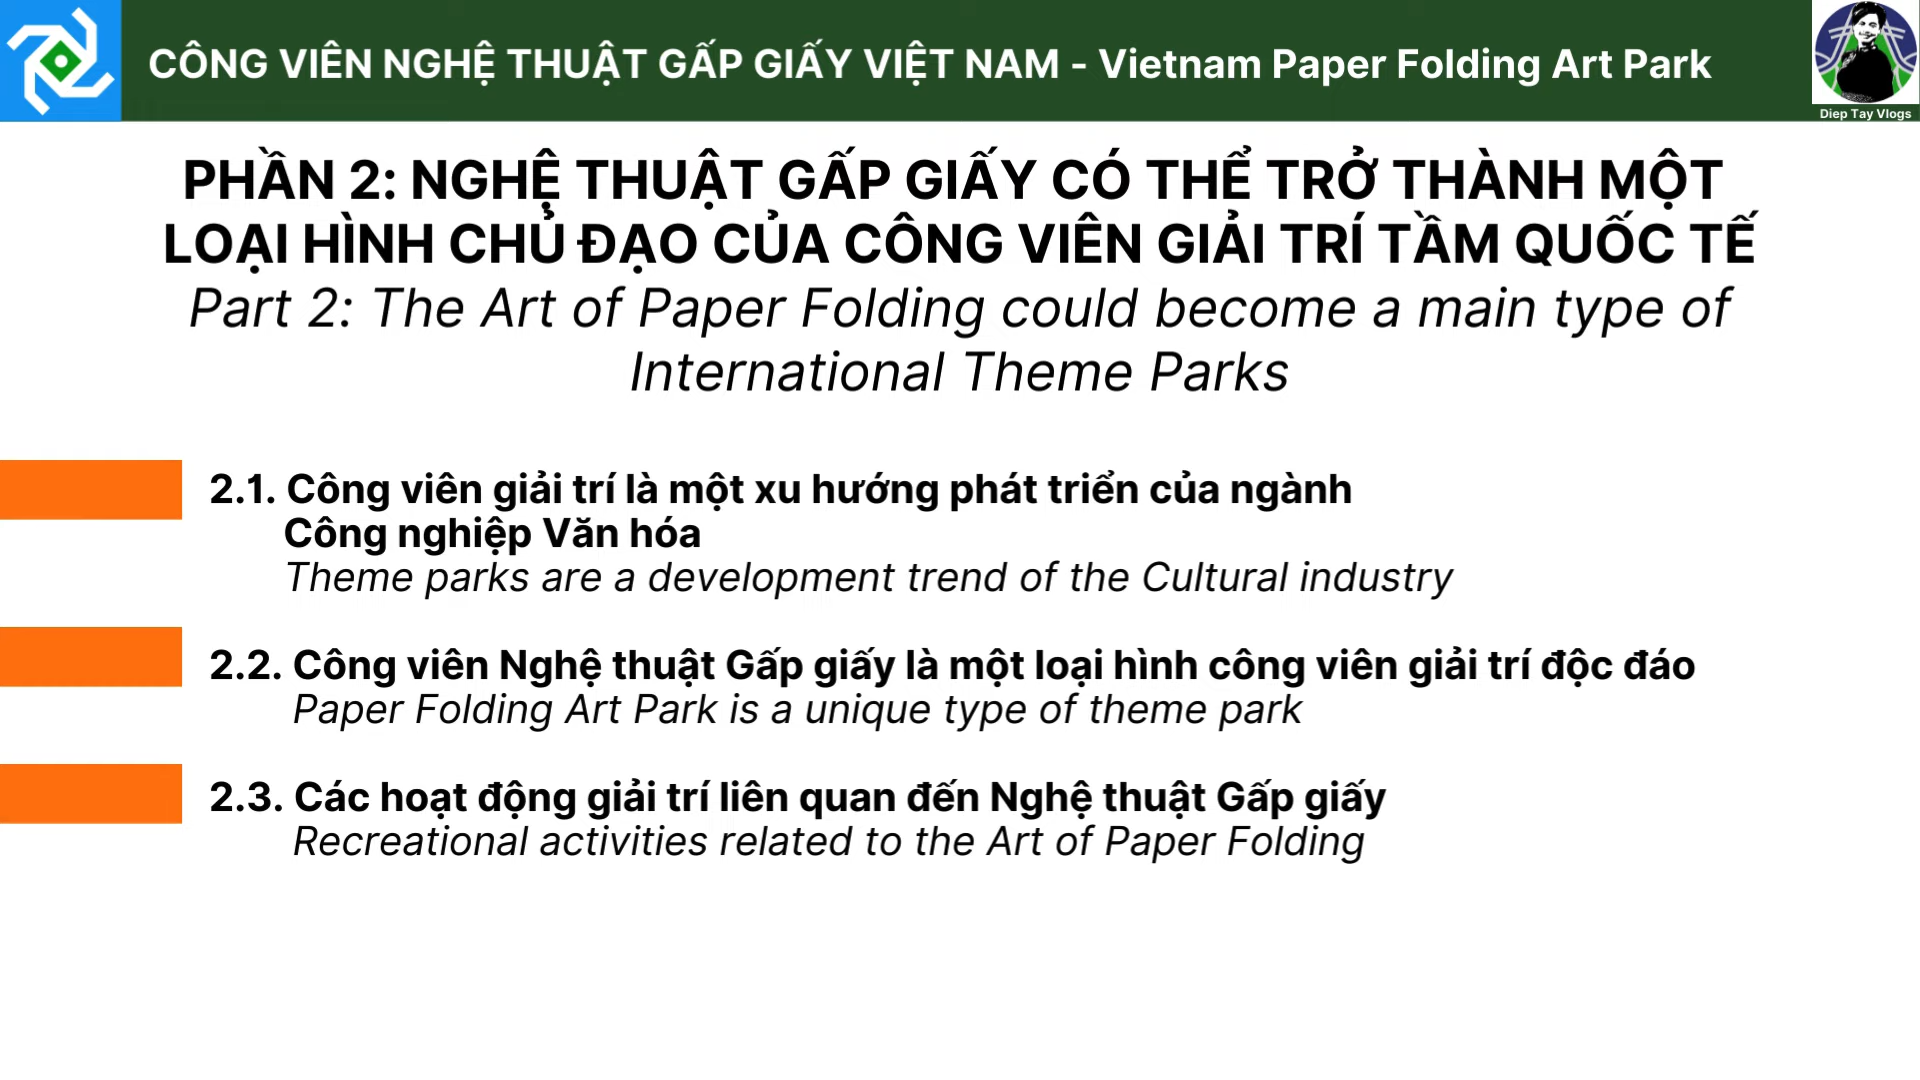 CÔNG VIÊN NGHỆ THUẬT GẤP GIẤY VIỆT NAM - Vietnam Paper Folding Art Park
Diep Tay Vlogs
PHẦN 2: NGHỆ THUẬT GẤP GIẤY CÓ THỂ TRỞ THÀNH MỘT
LOẠI HÌNH CHỦ ĐẠO CỦA CÔNG VIÊN GIẢI TRÍ TẦM QUỐC TẾ
Part 2: The Art of Paper Folding could become a main type of
International Theme Parks
2.1. Công viên giải trí là một xu hướng phát triển của ngành
Công nghiệp Văn hóa
Theme parks are a development trend of the Cultural industry
2.2. Công viên Nghệ thuật Gấp giấy là một loại hình công viên giải trí độc đáo
Paper Folding Art Park is a unique type of theme park
2.3. Các hoạt động giải trí liên quan đến Nghệ thuật Gấp giấy
Recreational activities related to the Art of Paper Folding